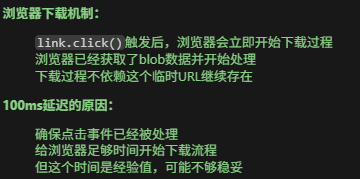 浏览器下载机制：
link.click()触发后，浏览器会立即开始下载过程
浏览器已经获取了blob数据并开始处理
下载过程不依赖这个临时URL继续存在
100ms延迟的原因：
确保点击事件已经被处理
给浏览器足够时间开始下载流程
但这个时间是经验值，可能不够稳妥